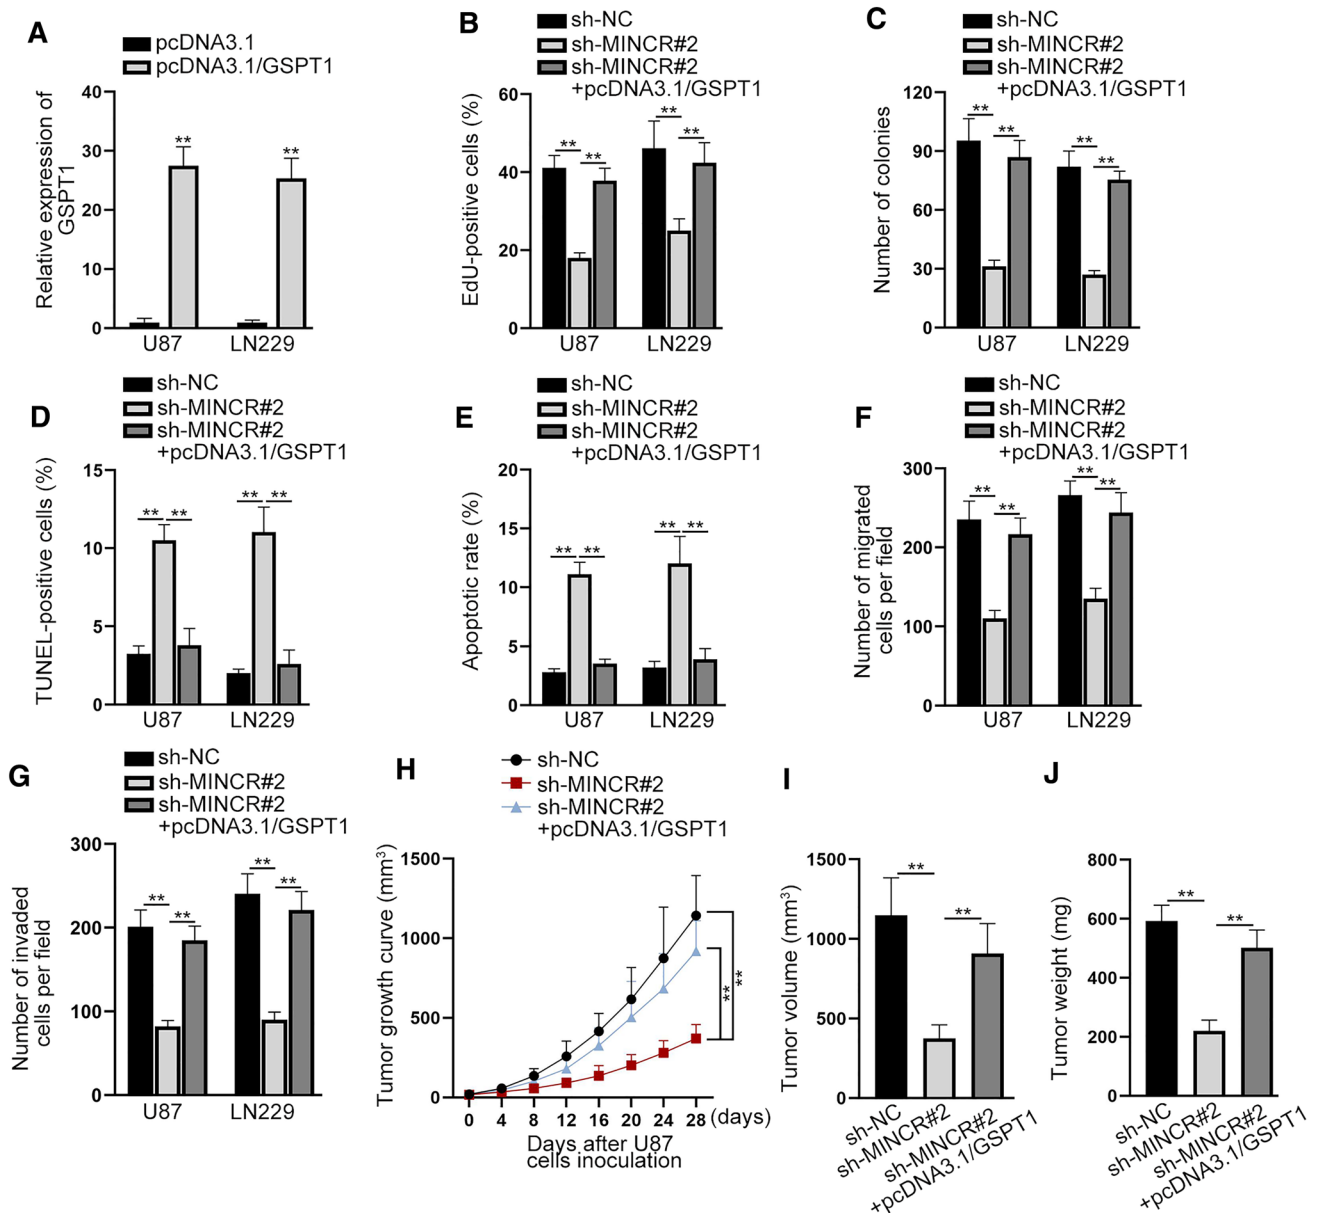 A
pcDNA3.1
pcDNA3.1/GSPT1
Relative expression of
GSPT1
40
30
20
10
0
**
**
U87
LN229
B
sh-NC
sh-MINCR#2
sh-MINCR#2
+pcDNA3.1/GSPT1
EdU-positive cells (%)
60
40
20
0
**
**
**
**
U87
LN229
C
sh-NC
sh-MINCR#2
sh-MINCR#2
+pcDNA3.1/GSPT1
Number of colonies
120
90
60
30
0
**
**
**
**
U87
LN229
D
sh-NC
sh-MINCR#2
sh-MINCR#2
+pcDNA3.1/GSPT1
TUNEL-positive cells (%)
15
10
5
0
**
**
**
**
U87
LN229
E
sh-NC
sh-MINCR#2
sh-MINCR#2
+pcDNA3.1/GSPT1
Apoptotic rate (%)
20
15
10
5
0
**
**
**
**
U87
LN229
F
sh-NC
sh-MINCR#2
sh-MINCR#2
+pcDNA3.1/GSPT1
Number of migrated
cells per field
300
200
100
0
**
**
**
**
U87
LN229
G
sh-NC
sh-MINCR#2
sh-MINCR#2
+pcDNA3.1/GSPT1
Number of invaded
cells per field
300
200
100
0
**
**
**
**
U87
LN229
H
sh-NC
sh-MINCR#2
sh-MINCR#2
+pcDNA3.1/GSPT1
Tumor growth curve (mm³)
1500
1000
500
0
**
**
0 4 8 12 16 20 24 28 (days)
Days after U87
cells inoculation
I
Tumor volume (mm³)
1500
1000
500
0
**
**
sh-NC
sh-MINCR#2
sh-MINCR#2
+pcDNA3.1/GSPT1
J
Tumor weight (mg)
800
600
400
200
0
**
**
sh-NC
sh-MINCR#2
sh-MINCR#2
+pcDNA3.1/GSPT1